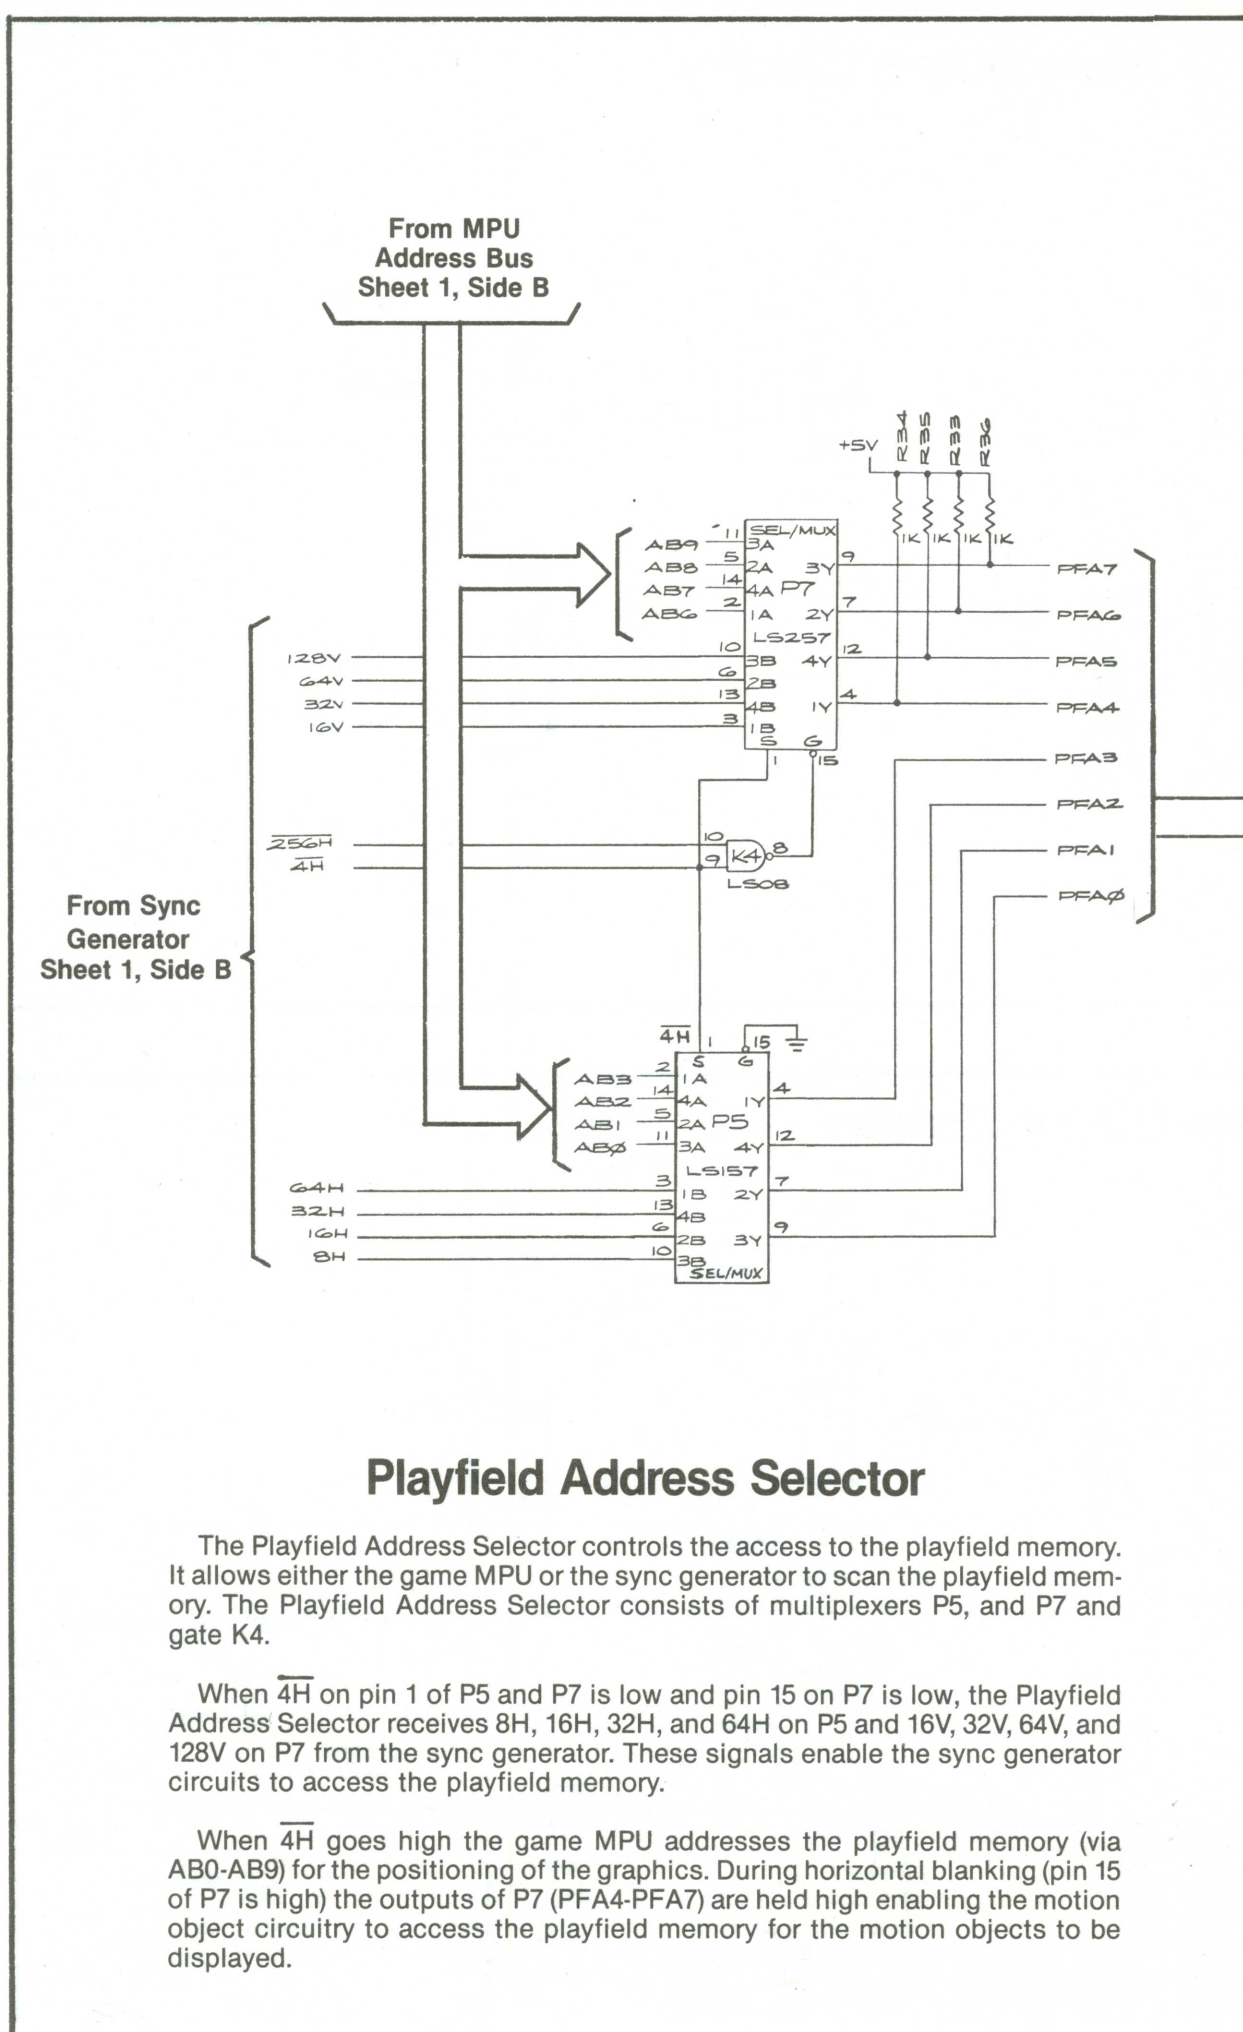 From MPU
Address Bus
Sheet 1, Side B
+5V
R34
R35
R33
R36
1K
1K
1K
1K
AB9 11 3A
AB8 5 2A
AB7 14 4A
AB6 2 1A
SEL/MUX
P7
LS257
128V 10 3B
64V 6 2B
32V 13 4B
16V 3 1B
3Y 9 PFA7
2Y 7 PFA6
4Y 12 PFA5
1Y 4 PFA4
S G
1 15
PFA3
PFA2
PFA1
PFAØ
256H 10
4H 9
K4 8
LS08
From Sync
Generator
Sheet 1, Side B
4H 1 15
S G
AB3 2 1A
AB2 14 4A
AB1 5 2A
ABØ 11 3A
P5
LS157
64H 3 1B
32H 13 4B
16H 6 2B
8H 10 3B
1Y 4
4Y 12
2Y 7
3Y 9
SEL/MUX
Playfield Address Selector
The Playfield Address Selector controls the access to the playfield memory.
It allows either the game MPU or the sync generator to scan the playfield mem-
ory. The Playfield Address Selector consists of multiplexers P5, and P7 and
gate K4.
When 4H on pin 1 of P5 and P7 is low and pin 15 on P7 is low, the Playfield
Address Selector receives 8H, 16H, 32H, and 64H on P5 and 16V, 32V, 64V, and
128V on P7 from the sync generator. These signals enable the sync generator
circuits to access the playfield memory.
When 4H goes high the game MPU addresses the playfield memory (via
AB0-AB9) for the positioning of the graphics. During horizontal blanking (pin 15
of P7 is high) the outputs of P7 (PFA4-PFA7) are held high enabling the motion
object circuitry to access the playfield memory for the motion objects to be
displayed.